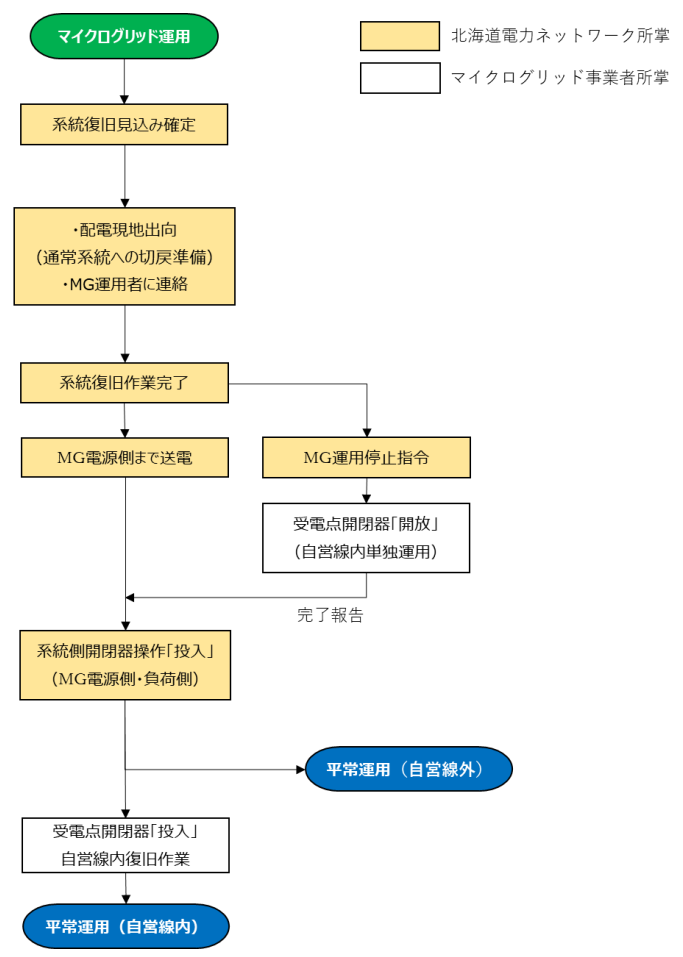 マイクログリッド運用
北海道電力ネットワーク所掌
マイクログリッド事業者所掌
系統復旧見込み確定
・配電現地出向
（通常系統への切戻準備）
・MG運用者に連絡
系統復旧作業完了
MG電源側まで送電
MG運用停止指令
受電点開閉器「開放」
（自営線内単独運用）
完了報告
系統側開閉器操作「投入」
（MG電源側・負荷側）
平常運用（自営線外）
受電点開閉器「投入」
自営線内復旧作業
平常運用（自営線内）